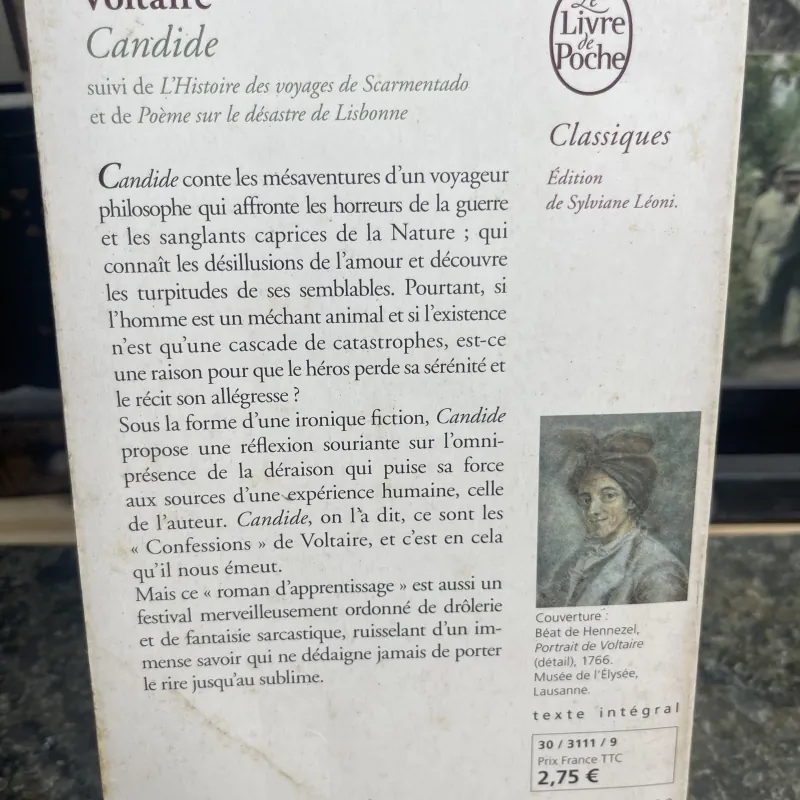 Voltaire
Candide
suivi de L'Histoire des voyages de Scarmentado
et de Poème sur le désastre de Lisbonne
Candide conte les mésaventures d'un voyageur
philosophe qui affronte les horreurs de la guerre
et les sanglants caprices de la Nature ; qui
connaît les désillusions de l'amour et découvre
les turpitudes de ses semblables. Pourtant, si
l'homme est un méchant animal et si l'existence
n'est qu'une cascade de catastrophes, est-ce
une raison pour que le héros perde sa sérénité et
le récit son allégresse ?
Sous la forme d'une ironique fiction, Candide
propose une réflexion souriante sur l'omni-
présence de la déraison qui puise sa force
aux sources d'une expérience humaine, celle
de l'auteur. Candide, on l'a dit, ce sont les
« Confessions » de Voltaire, et c'est en cela
qu'il nous émeut.
Mais ce « roman d'apprentissage » est aussi un
festival merveilleusement ordonné de drôlerie
et de fantaisie sarcastique, ruisselant d'un im-
mense savoir qui ne dédaigne jamais de porter
le rire jusqu'au sublime.
Le
Livre
de
Poche
Classiques
Édition
de Sylviane Léoni.
Couverture :
Béat de Hennezel,
Portrait de Voltaire
(détail), 1766.
Musée de l'Élysée,
Lausanne.
texte intégral
30 / 3111 / 9
Prix France TTC
2,75 €